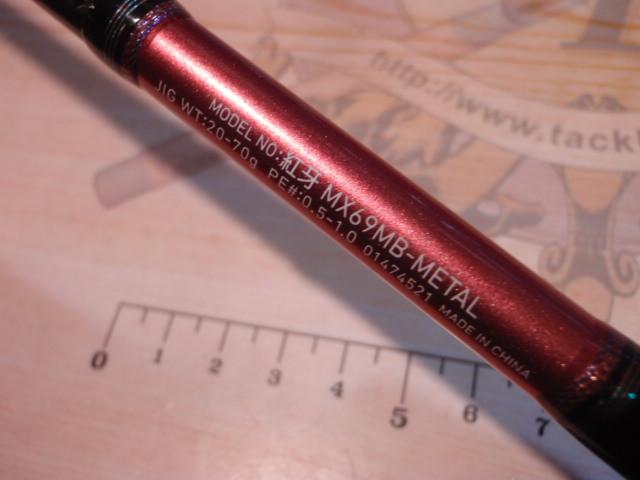 http://www.tack
MODEL NO:紅牙 MX69MB-METAL
JIG WT:20-70g PE#:0.5-1.0 01474521 MADE IN CHINA
0 1 2 3 4 5 6 7